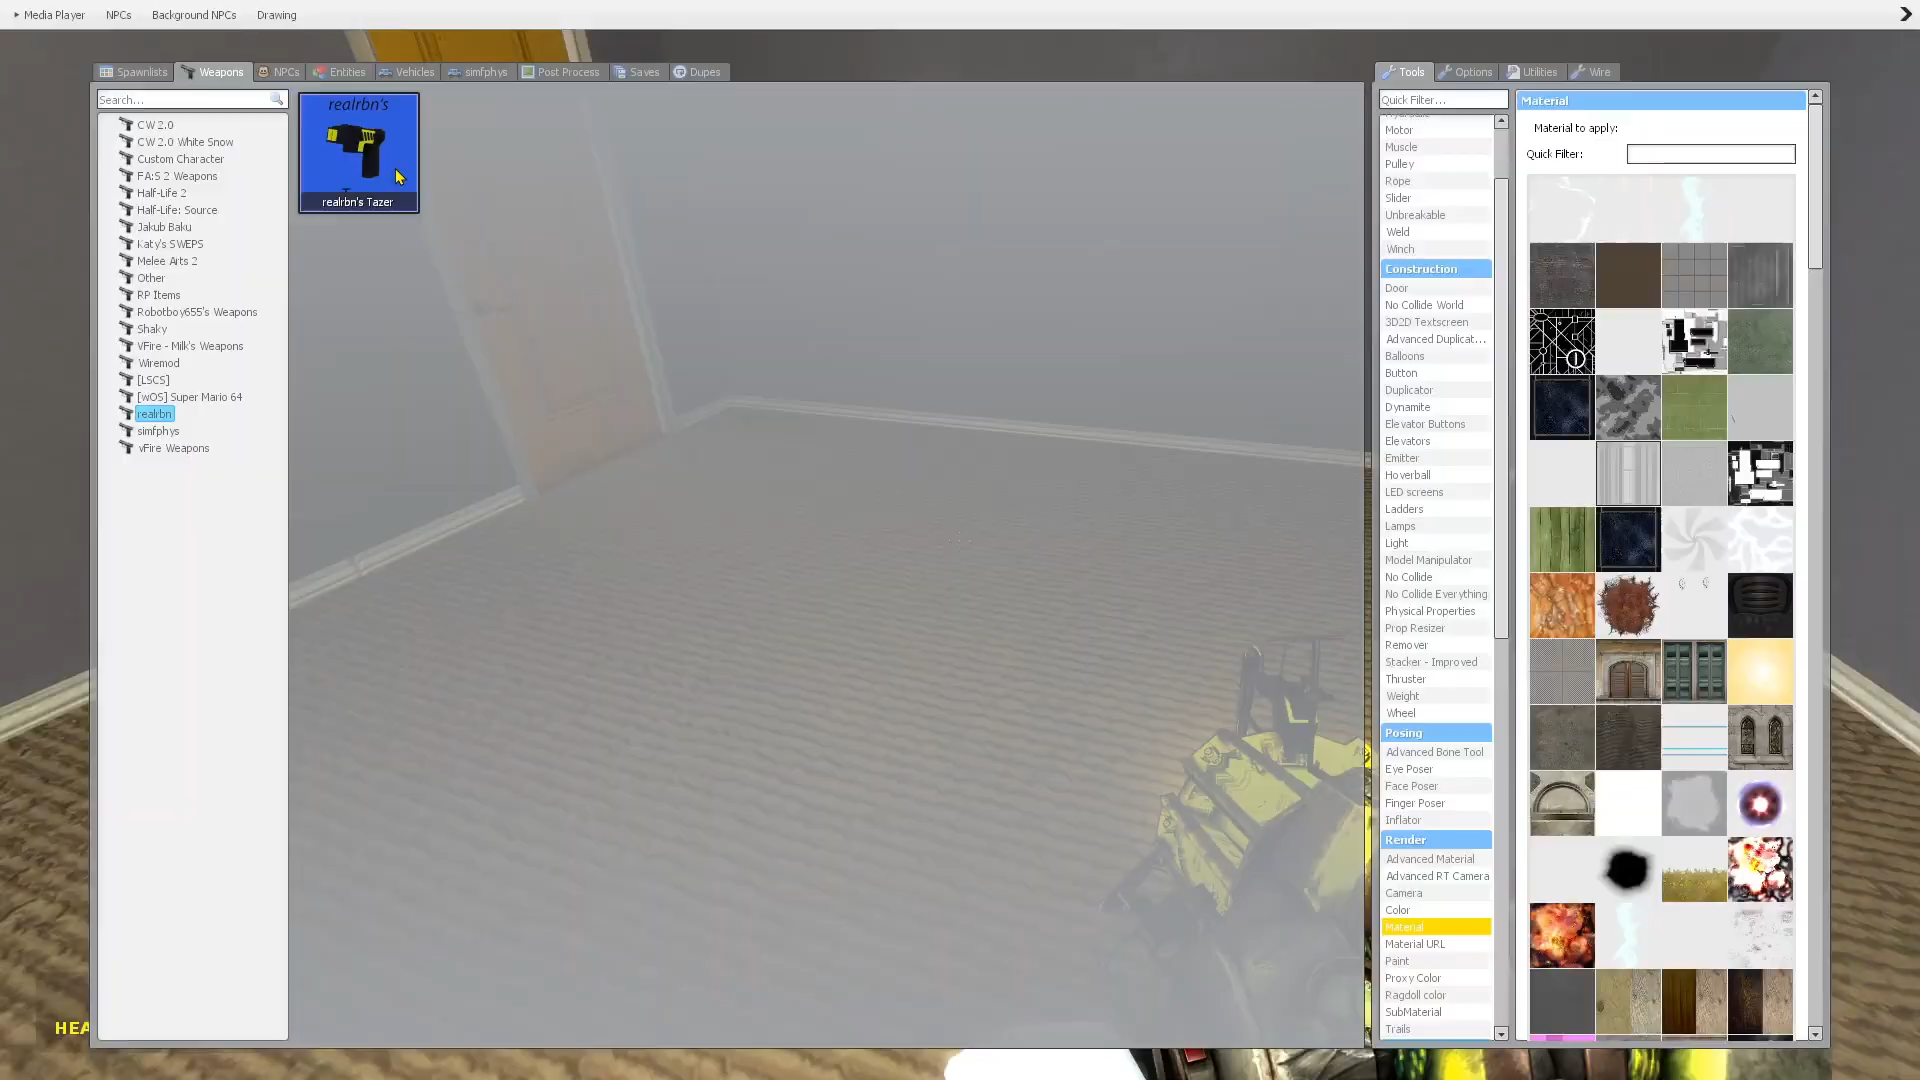 Media Player NPCs Background NPCs Drawing
Spawnlists Weapons NPCs Entities Vehicles simfphys Post Process Saves Dupes
Search...
CW 2.0
CW 2.0 White Snow
Custom Character
FA:S 2 Weapons
Half-Life 2
Half-Life: Source
Jakub Baku
Katy's SWEPS
Melee Arts 2
Other
RP Items
Robotboy655's Weapons
Shaky
VFire - Milk's Weapons
Wiremod
[LSCS]
[wOS] Super Mario 64
realrbn
simfphys
vFire Weapons
realrbn's
realrbn's Tazer
HEA
Tools Options Utilities Wire
Quick Filter...
Hydraulic
Motor
Muscle
Pulley
Rope
Slider
Unbreakable
Weld
Winch
Construction
Door
No Collide World
3D2D Textscreen
Advanced Duplicat...
Balloons
Button
Duplicator
Dynamite
Elevator Buttons
Elevators
Emitter
Hoverball
LED screens
Ladders
Lamps
Light
Model Manipulator
No Collide
No Collide Everything
Physical Properties
Prop Resizer
Remover
Stacker - Improved
Thruster
Weight
Wheel
Posing
Advanced Bone Tool
Eye Poser
Face Poser
Finger Poser
Inflator
Render
Advanced Material
Advanced RT Camera
Camera
Color
Material
Material URL
Paint
Proxy Color
Ragdoll color
SubMaterial
Trails
Material
Material to apply:
Quick Filter: